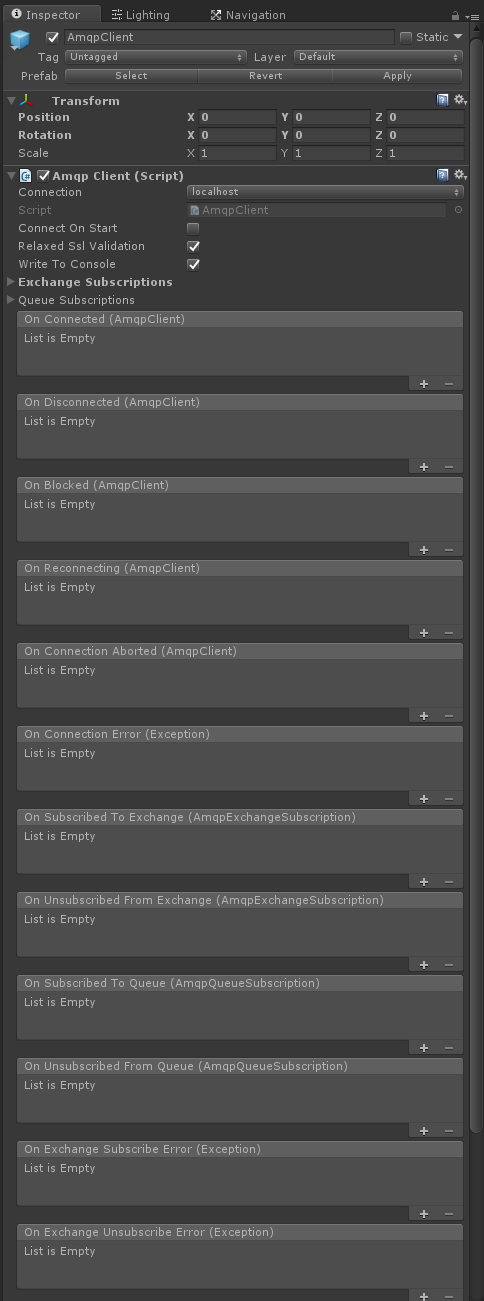 Inspector Lighting Navigation
AmqpClient Static
Tag Untagged Layer Default
Prefab Select Revert Apply
Transform
Position X 0 Y 0 Z 0
Rotation X 0 Y 0 Z 0
Scale X 1 Y 1 Z 1
Amqp Client (Script)
Connection localhost
Script AmqpClient
Connect On Start
Relaxed Ssl Validation
Write To Console
Exchange Subscriptions
Queue Subscriptions
On Connected (AmqpClient)
List is Empty
On Disconnected (AmqpClient)
List is Empty
On Blocked (AmqpClient)
List is Empty
On Reconnecting (AmqpClient)
List is Empty
On Connection Aborted (AmqpClient)
List is Empty
On Connection Error (Exception)
List is Empty
On Subscribed To Exchange (AmqpExchangeSubscription)
List is Empty
On Unsubscribed From Exchange (AmqpExchangeSubscription)
List is Empty
On Subscribed To Queue (AmqpQueueSubscription)
List is Empty
On Unsubscribed From Queue (AmqpQueueSubscription)
List is Empty
On Exchange Subscribe Error (Exception)
List is Empty
On Exchange Unsubscribe Error (Exception)
List is Empty